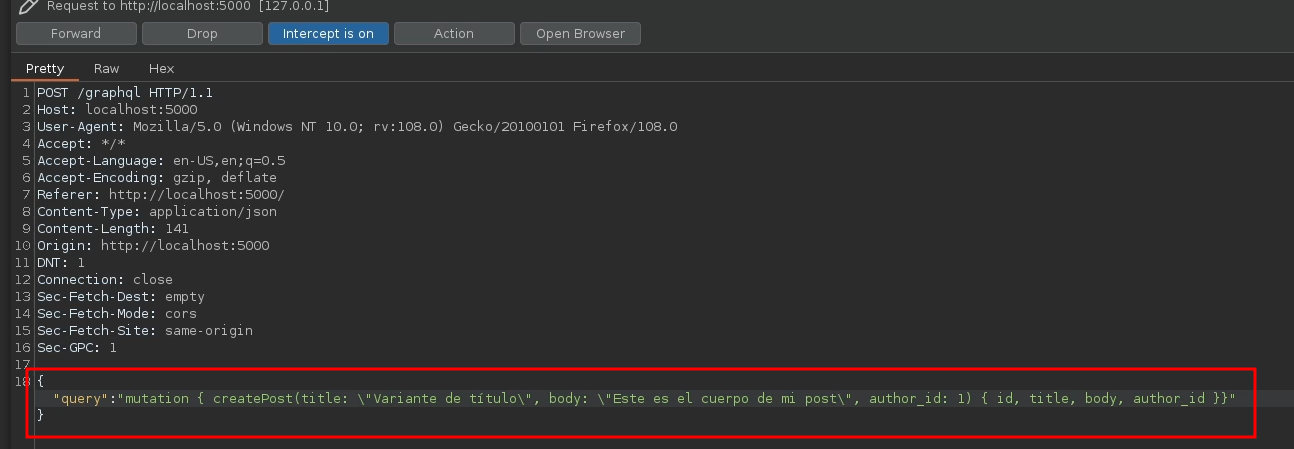 Request to http://localhost:5000 [127.0.0.1]
Forward Drop Intercept is on Action Open Browser
Pretty Raw Hex
1 POST /graphql HTTP/1.1
2 Host: localhost:5000
3 User-Agent: Mozilla/5.0 (Windows NT 10.0; rv:108.0) Gecko/20100101 Firefox/108.0
4 Accept: */*
5 Accept-Language: en-US,en;q=0.5
6 Accept-Encoding: gzip, deflate
7 Referer: http://localhost:5000/
8 Content-Type: application/json
9 Content-Length: 141
10 Origin: http://localhost:5000
11 DNT: 1
12 Connection: close
13 Sec-Fetch-Dest: empty
14 Sec-Fetch-Mode: cors
15 Sec-Fetch-Site: same-origin
16 Sec-GPC: 1
17
18 {
"query":"mutation { createPost(title: \"Variante de título\", body: \"Este es el cuerpo de mi post\", author_id: 1) { id, title, body, author_id }}"
}